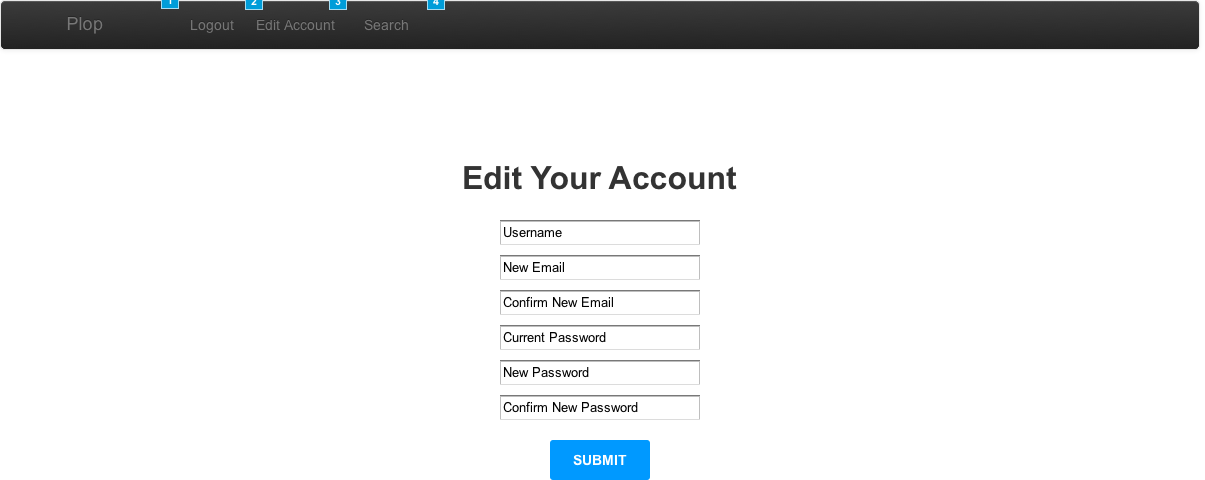 1 2 3 4
Plop Logout Edit Account Search
Edit Your Account
Username
New Email
Confirm New Email
Current Password
New Password
Confirm New Password
SUBMIT